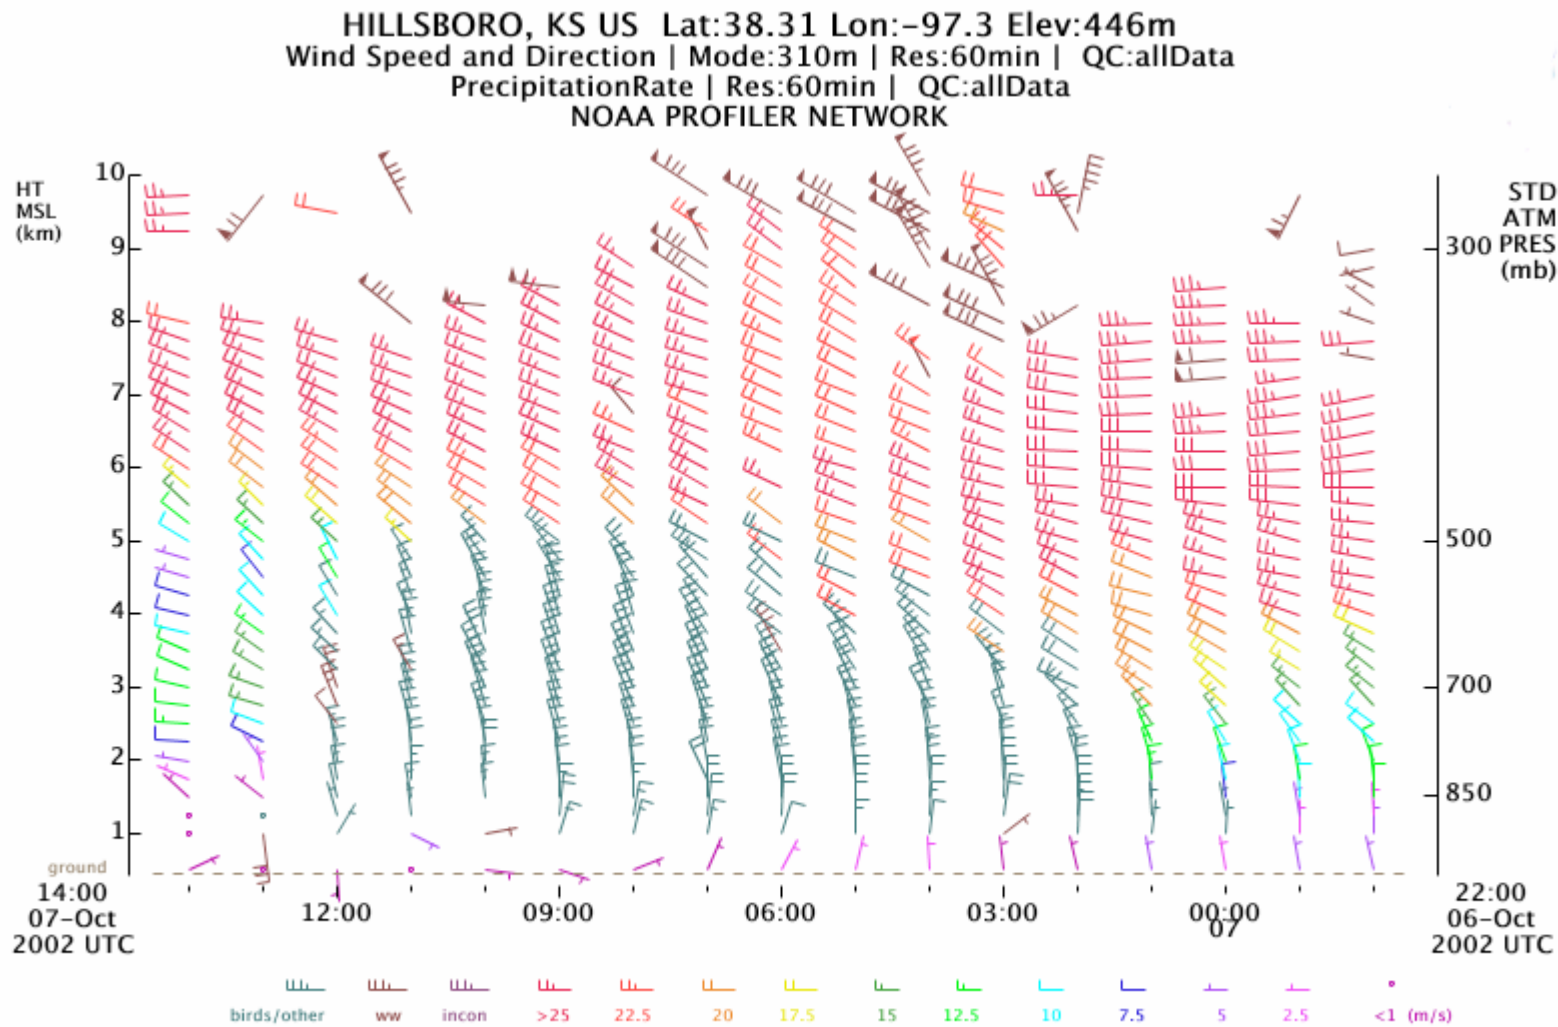 HILLSBORO, KS US Lat:38.31 Lon:-97.3 Elev:446m
Wind Speed and Direction | Mode:310m | Res:60min | QC:allData
PrecipitationRate | Res:60min | QC:allData
NOAA PROFILER NETWORK
HT
MSL
(km)
10
9
8
7
6
5
4
3
2
1
ground
STD
ATM
PRES
(mb)
300
500
700
850
14:00
07-Oct
2002 UTC
12:00
09:00
06:00
03:00
00:00
07
22:00
06-Oct
2002 UTC
birds/other ww incon >25 22.5 20 17.5 15 12.5 10 7.5 5 2.5 <1 (m/s)